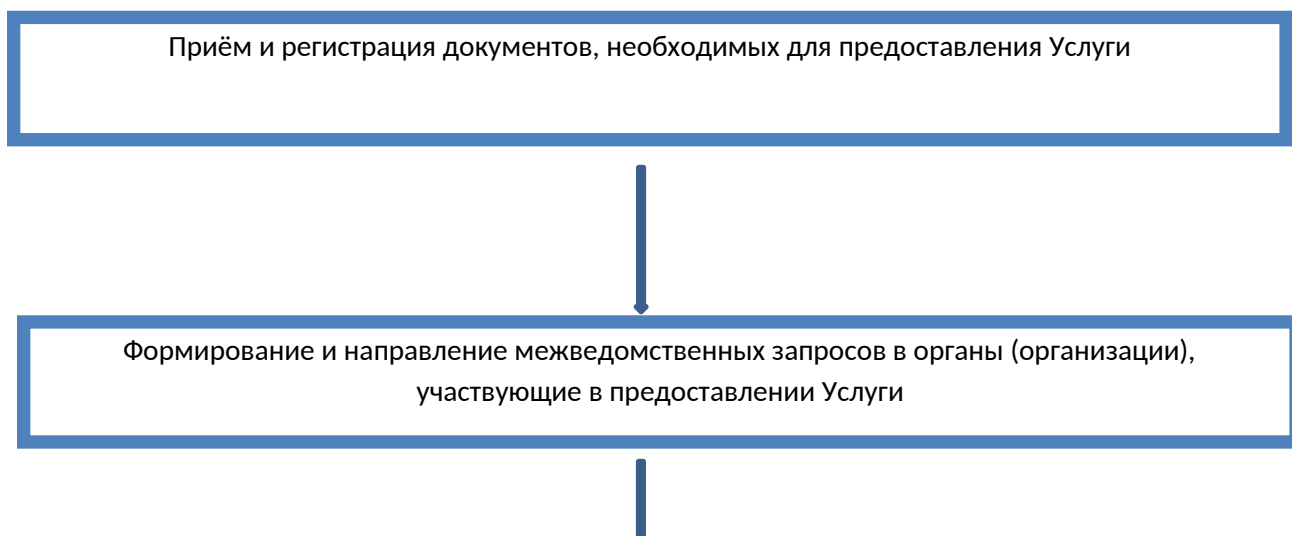 Приём и регистрация документов, необходимых для предоставления Услуги
Формирование и направление межведомственных запросов в органы (организации),
участвующие в предоставлении Услуги